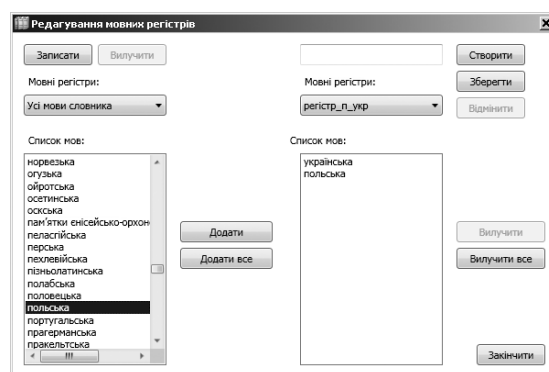 Редагування мовних регістрів
Записати Вилучити Створити
Мовні регістри: Мовні регістри: Зберегти
Усі мови словника регістр_п_укр Відмінити
Список мов: Список мов:
норвезька українська
огузька польська
ойротська
осетинська
оскська
пам'ятки енісейсько-орхон
пеласгійська
перська
пехлевійська
пізньолатинська
полабська
половецька
польська
португальська
прагерманська
пракельтська
Додати Вилучити
Додати все Вилучити все
Закінчити